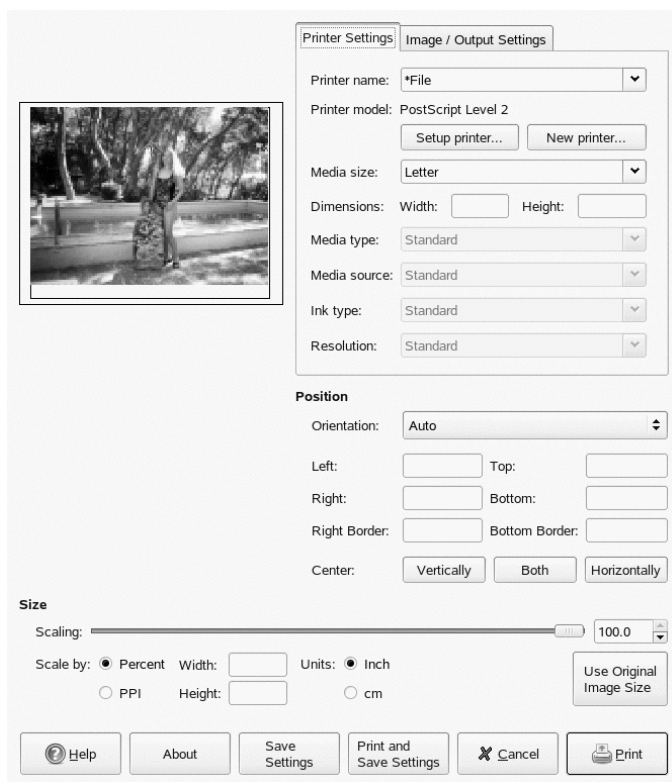 Printer Settings
Image / Output Settings
Printer name: *File
Printer model: PostScript Level 2
Setup printer... New printer...
Media size: Letter
Dimensions: Width: Height:
Media type: Standard
Media source: Standard
Ink type: Standard
Resolution: Standard
Position
Orientation: Auto
Left: Top:
Right: Bottom:
Right Border: Bottom Border:
Center: Vertically Both Horizontally
Size
Scaling: 100.0
Scale by: Percent Width: Units: Inch
PPI Height: cm
Use Original
Image Size
Help
About
Save
Settings
Print and
Save Settings
Cancel
Print